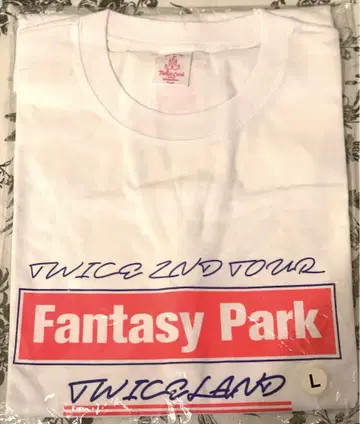 TWICE 2ND TOUR
Fantasy Park
TWICELAND
L